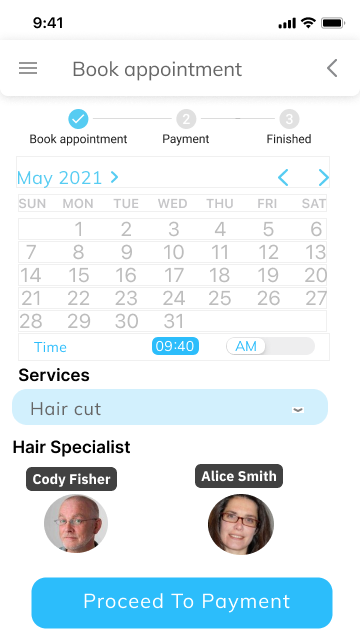 9:41
Book appointment
2 3
Book appointment Payment Finished
May 2021
SUN MON TUE WED THU FRI SAT
1 2 3 4 5 6
7 8 9 10 11 12 13
14 15 16 17 18 19 20
21 22 23 24 25 26 27
28 29 30 31
Time 09:40 AM
Services
Hair cut
Hair Specialist
Cody Fisher Alice Smith
Proceed To Payment